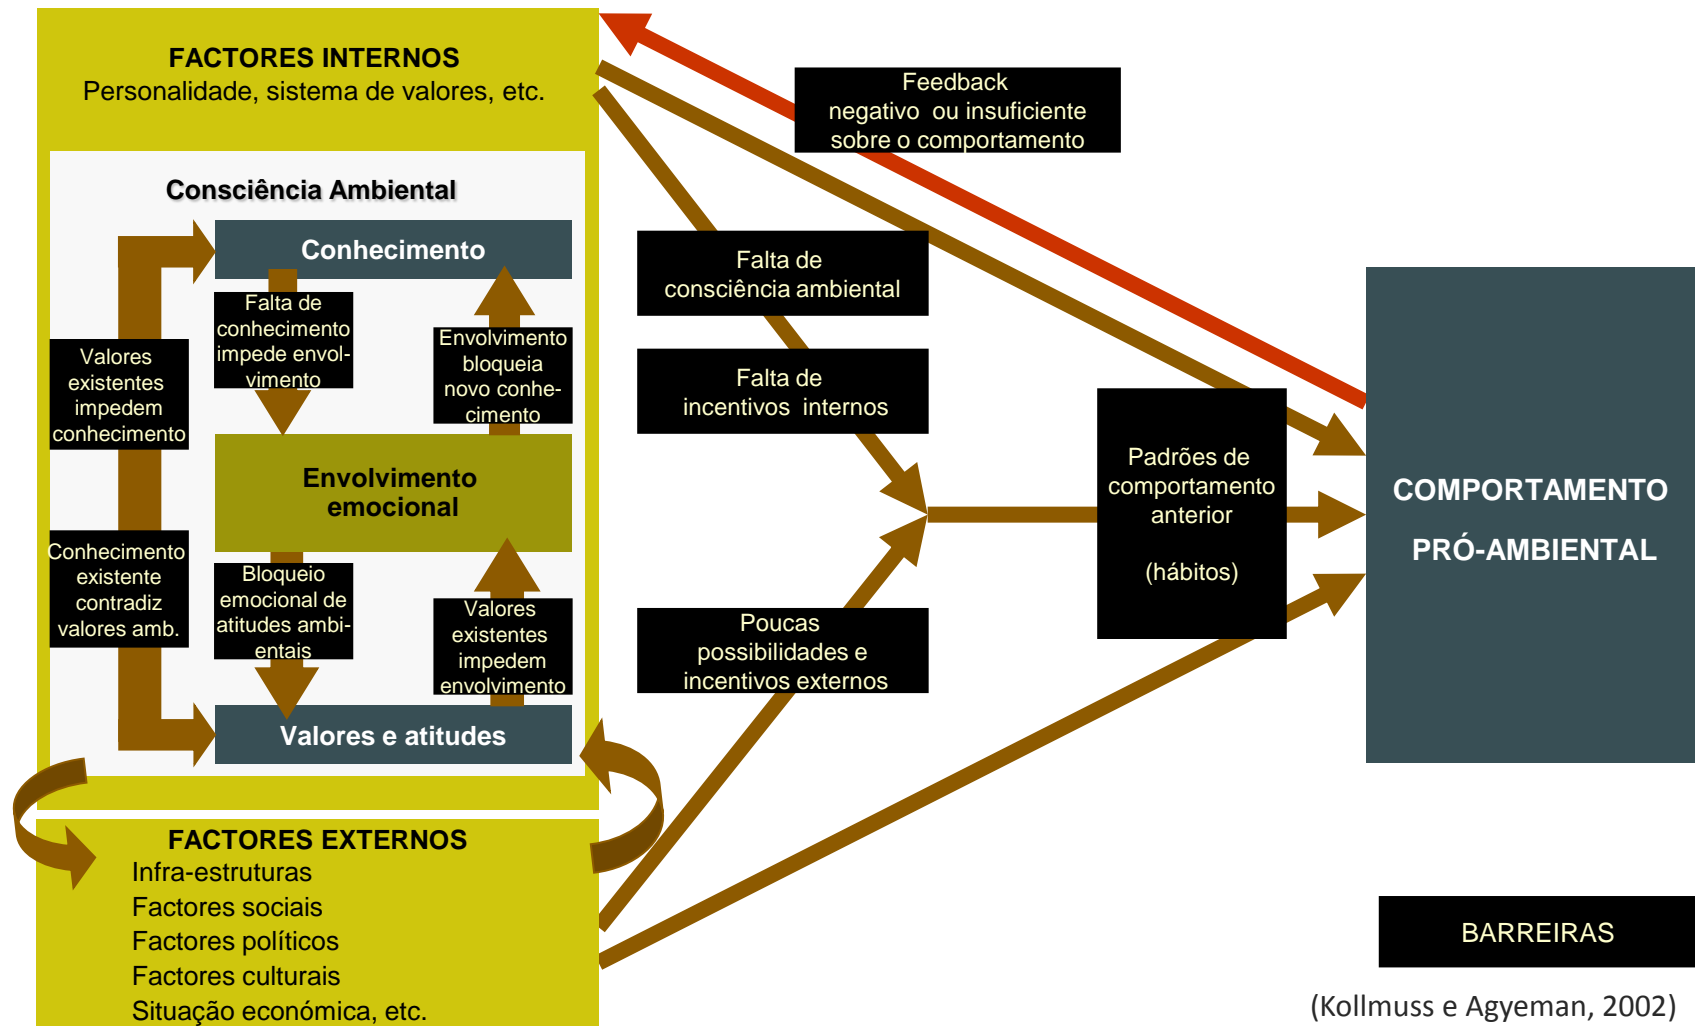 FACTORES INTERNOS
Personalidade, sistema de valores, etc.
Consciência Ambiental
Conhecimento
Falta de
conhecimento
impede envol-
vimento
Envolvimento
bloqueia
novo conhe-
cimento
Valores
existentes
impedem
conhecimento
Envolvimento
emocional
Conhecimento
existente
contradiz
valores amb.
Bloqueio
emocional de
atitudes ambi-
entais
Valores
existentes
impedem
envolvimento
Valores e atitudes
FACTORES EXTERNOS
Infra-estruturas
Factores sociais
Factores políticos
Factores culturais
Situação económica, etc.
Feedback
negativo ou insuficiente
sobre o comportamento
Falta de
consciência ambiental
Falta de
incentivos internos
Poucas
possibilidades e
incentivos externos
Padrões de
comportamento
anterior
(hábitos)
COMPORTAMENTO
PRÓ-AMBIENTAL
BARREIRAS
(Kollmuss e Agyeman, 2002)